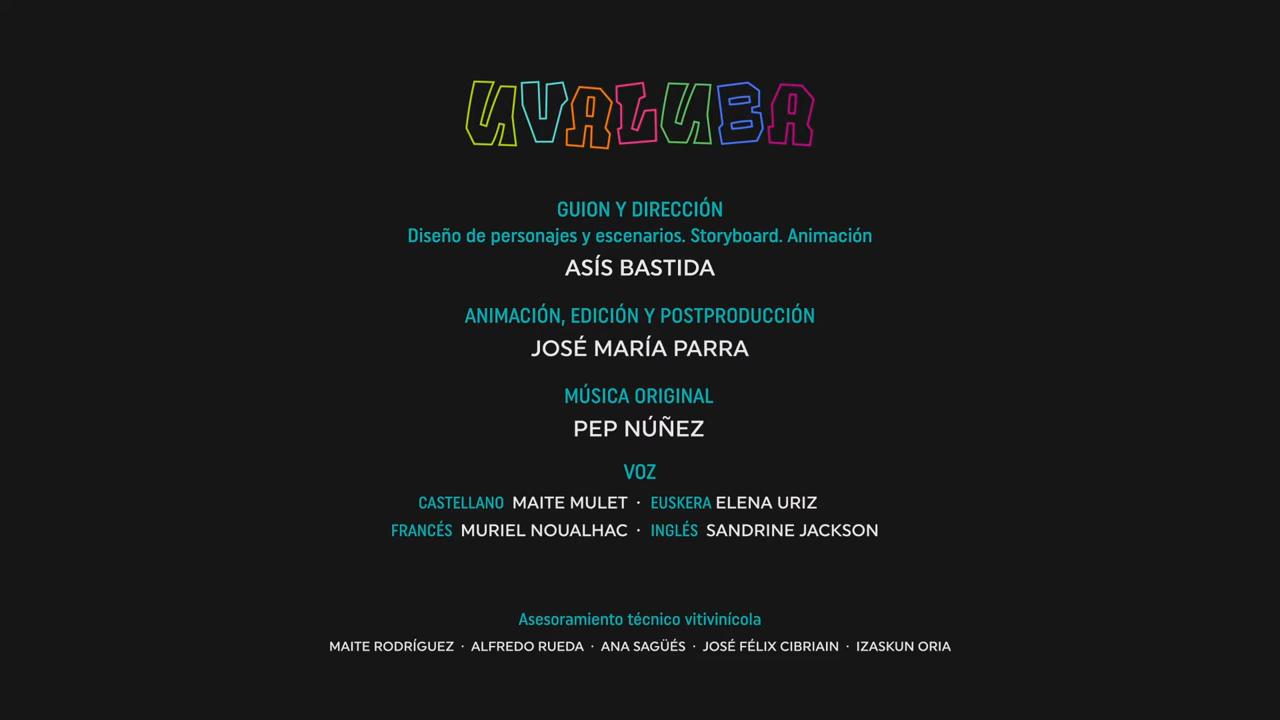 UVALUBA
GUION Y DIRECCIÓN
Diseño de personajes y escenarios. Storyboard. Animación
ASÍS BASTIDA
ANIMACIÓN, EDICIÓN Y POSTPRODUCCIÓN
JOSÉ MARÍA PARRA
MÚSICA ORIGINAL
PEP NÚÑEZ
VOZ
CASTELLANO MAITE MULET · EUSKERA ELENA URIZ
FRANCÉS MURIEL NOUALHAC · INGLÉS SANDRINE JACKSON
Asesoramiento técnico vitivinícola
MAITE RODRÍGUEZ · ALFREDO RUEDA · ANA SAGÜÉS · JOSÉ FÉLIX CIBRIAIN · IZASKUN ORIA